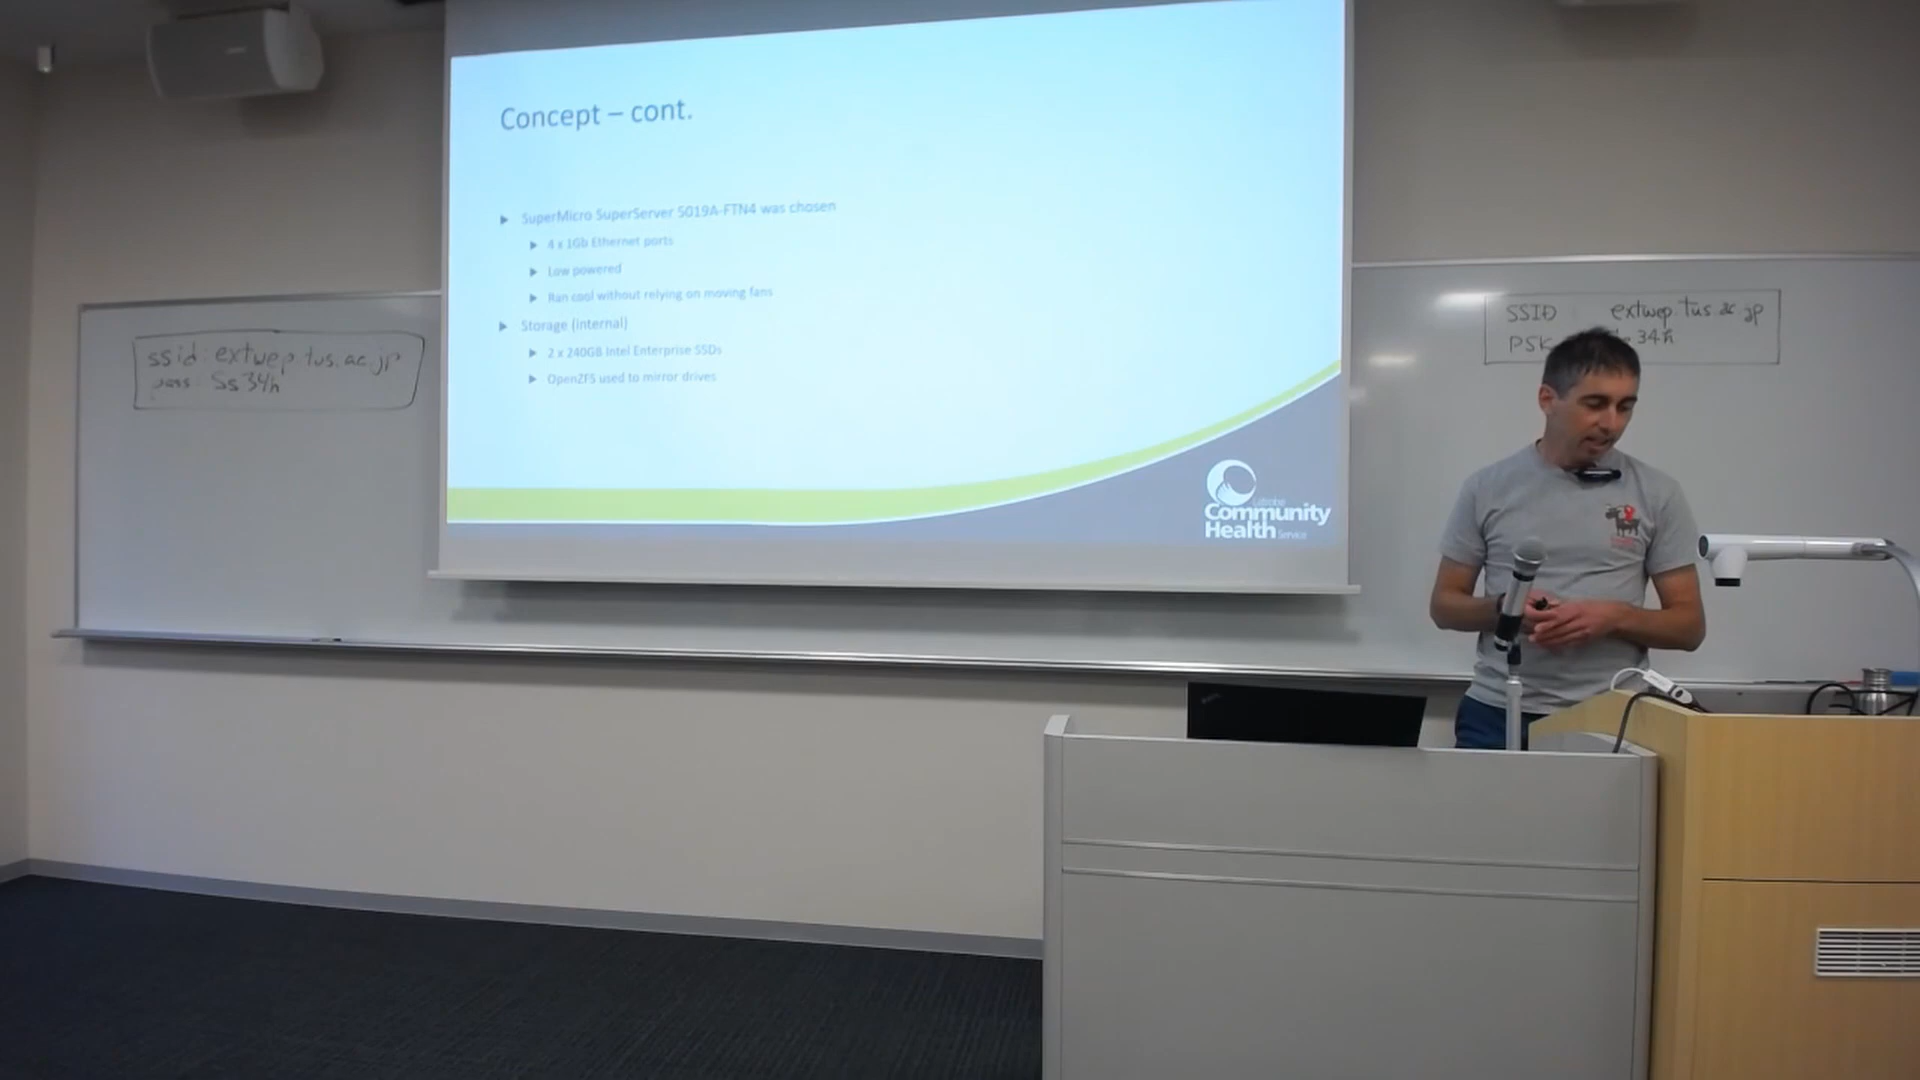 Concept – cont.
SuperMicro SuperServer 5019A-FTN4 was chosen
4 x 1Gb Ethernet ports
Low powered
Ran cool without relying on moving fans
Storage (internal)
2 x 240GB Intel Enterprise SSDs
OpenZFS used to mirror drives
Latrobe
Community
Health Service
ssid: extwep.tus.ac.jp
pass: Ss34h
SSID extwep.tus.ac.jp
PSK 34h